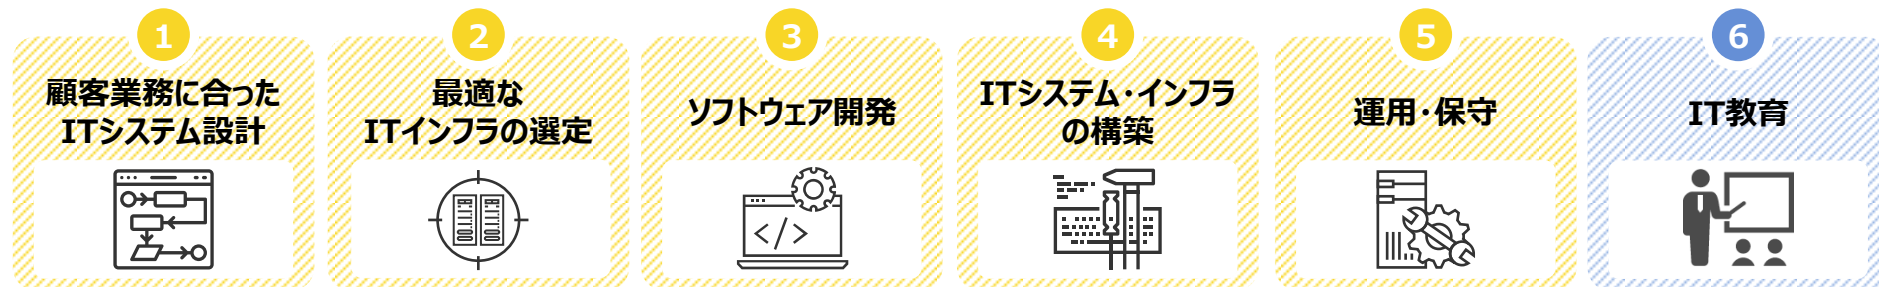 1
顧客業務に合った
ITシステム設計
2
最適な
ITインフラの選定
3
ソフトウェア開発
</>
4
ITシステム・インフラ
の構築
5
運用・保守
6
IT教育